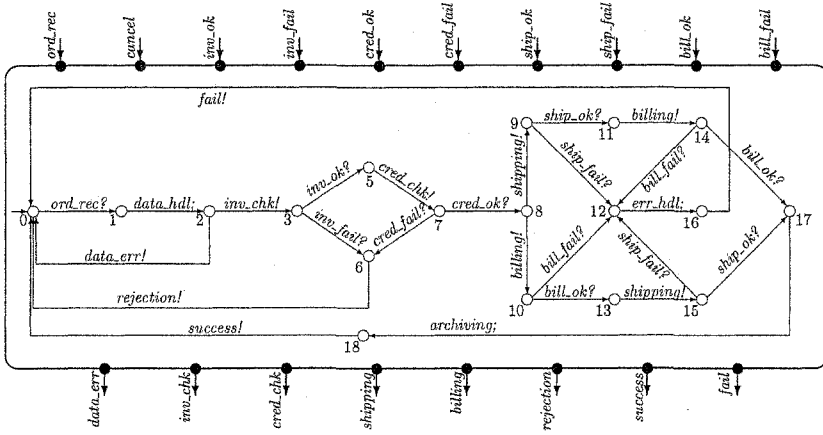 ord_rec
cancel
inv_ok
inv_fail
cred_ok
cred_fail
ship_ok
ship_fail
bill_ok
bill_fail
fail!
9 ship_ok? 11 billing! 14
inv_ok? 5 cred_chk! shipping! ship_fail? bill_fail? bill_ok?
0 ord_rec? 1 data_hdl; 2 inv_chk! 3 7 cred_ok? 8 12 err_hdl; 16 17
inv_fail? cred_fail? 6 billing! bill_fail? ship_fail? ship_ok?
data_err!
rejection!
10 bill_ok? 13 shipping! 15
success! 18 archiving;
data_err
inv_chk
cred_chk
shipping
billing
rejection
success
fail